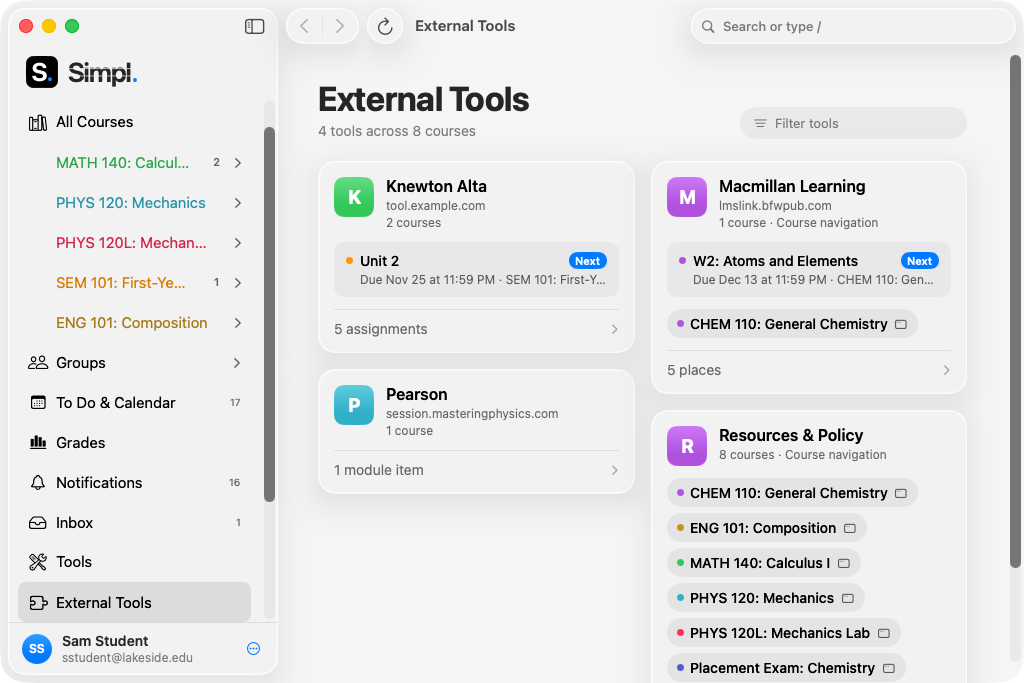 External Tools
Search or type /
S.
Simpl.
All Courses
MATH 140: Calcul... 2
PHYS 120: Mechanics
PHYS 120L: Mechan...
SEM 101: First-Ye... 1
ENG 101: Composition
Groups
To Do & Calendar 17
Grades
Notifications 16
Inbox 1
Tools
External Tools
SS
Sam Student
sstudent@lakeside.edu
External Tools
4 tools across 8 courses
Filter tools
K
Knewton Alta
tool.example.com
2 courses
Unit 2 Next
Due Nov 25 at 11:59 PM · SEM 101: First-Y...
5 assignments
P
Pearson
session.masteringphysics.com
1 course
1 module item
M
Macmillan Learning
lmslink.bfwpub.com
1 course · Course navigation
W2: Atoms and Elements Next
Due Dec 13 at 11:59 PM · CHEM 110: Gen...
CHEM 110: General Chemistry
5 places
R
Resources & Policy
8 courses · Course navigation
CHEM 110: General Chemistry
ENG 101: Composition
MATH 140: Calculus I
PHYS 120: Mechanics
PHYS 120L: Mechanics Lab
Placement Exam: Chemistry